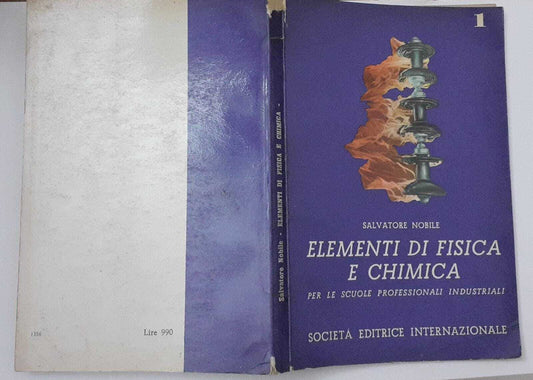 1
SALVATORE NOBILE
ELEMENTI DI FISICA
E CHIMICA
PER LE SCUOLE PROFESSIONALI INDUSTRIALI
SOCIETÀ EDITRICE INTERNAZIONALE
Salvatore Nobile - ELEMENTI DI FISICA E CHIMICA -
Lire 990